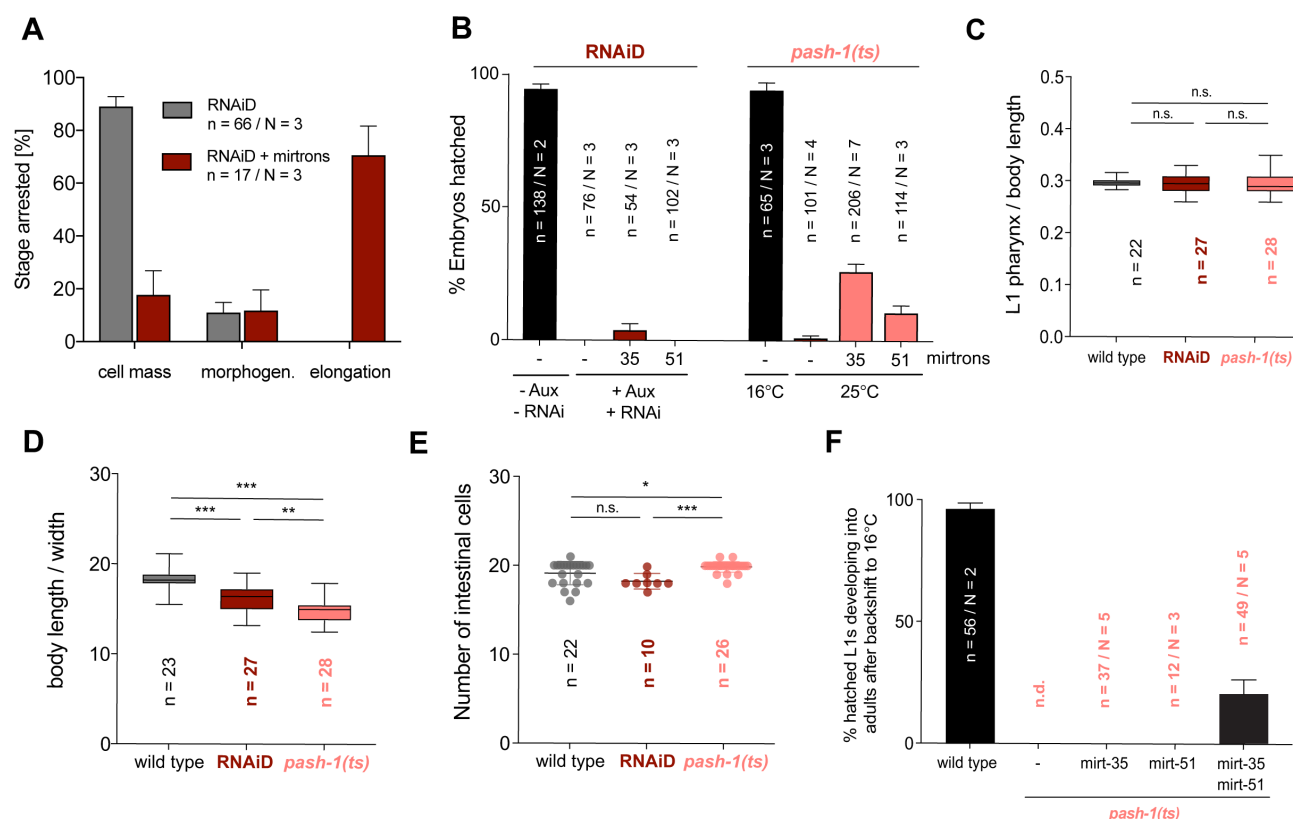 A
Stage arrested [%]
100
80
60
40
20
0
RNAiD
n = 66 / N = 3
RNAiD + mirtrons
n = 17 / N = 3
cell mass morphogen. elongation
B
RNAiD pash-1(ts)
% Embryos hatched
100
50
0
n = 138 / N = 2
n = 76 / N = 3
n = 54 / N = 3
n = 102 / N = 3
n = 65 / N = 3
n = 101 / N = 4
n = 206 / N = 7
n = 114 / N = 3
- - 35 51 - - 35 51 mirtrons
- Aux + Aux 16°C 25°C
- RNAi + RNAi
C
L1 pharynx / body length
0.5
0.4
0.3
0.2
0.1
0.0
n.s.
n.s. n.s.
n = 22
n = 27
n = 28
wild type RNAiD pash-1(ts)
D
body length / width
30
20
10
0
***
*** **
n = 23
n = 27
n = 28
wild type RNAiD pash-1(ts)
E
Number of intestinal cells
30
20
10
0
*
n.s. ***
n = 22
n = 10
n = 26
wild type RNAiD pash-1(ts)
F
% hatched L1s developing into
adults after backshift to 16°C
100
50
0
n = 56 / N = 2
n.d.
n = 37 / N = 5
n = 12 / N = 3
n = 49 / N = 5
wild type - mirt-35 mirt-51 mirt-35
mirt-51
pash-1(ts)